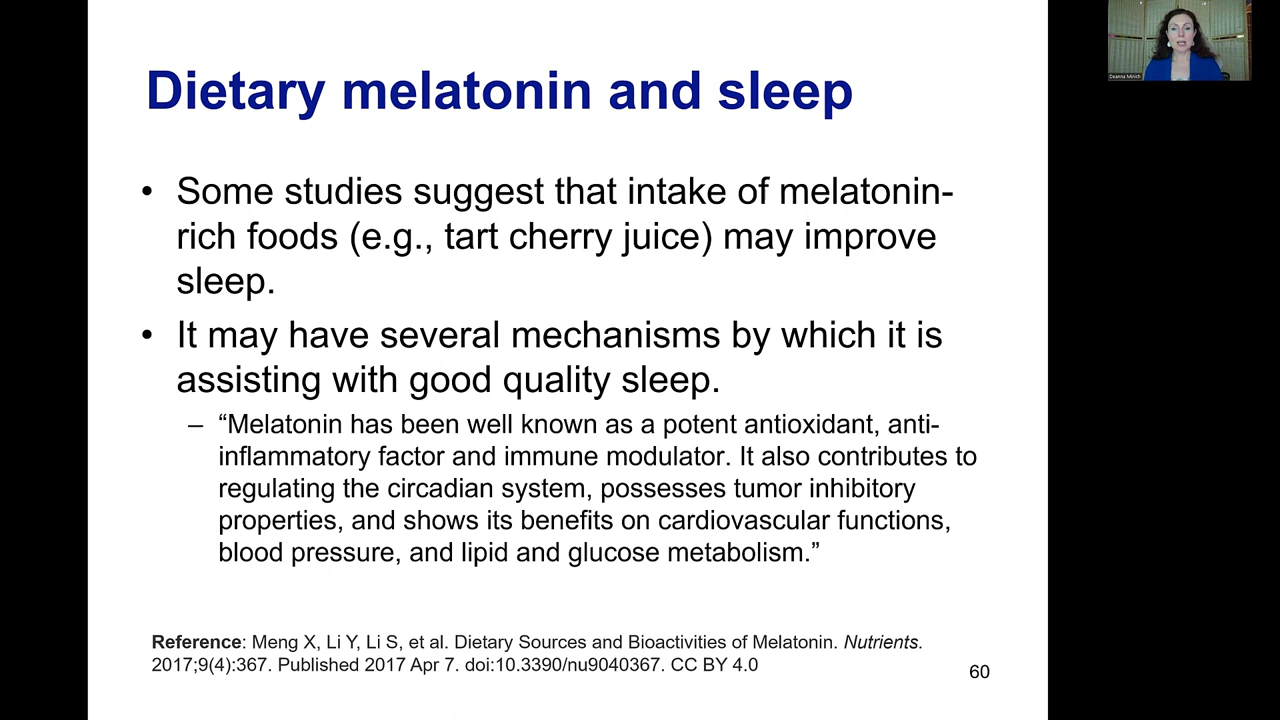 Dietary melatonin and sleep
• Some studies suggest that intake of melatonin-
rich foods (e.g., tart cherry juice) may improve
sleep.
• It may have several mechanisms by which it is
assisting with good quality sleep.
– “Melatonin has been well known as a potent antioxidant, anti-
inflammatory factor and immune modulator. It also contributes to
regulating the circadian system, possesses tumor inhibitory
properties, and shows its benefits on cardiovascular functions,
blood pressure, and lipid and glucose metabolism.”
Reference: Meng X, Li Y, Li S, et al. Dietary Sources and Bioactivities of Melatonin. Nutrients.
2017;9(4):367. Published 2017 Apr 7. doi:10.3390/nu9040367. CC BY 4.0
60
Deanna Minich